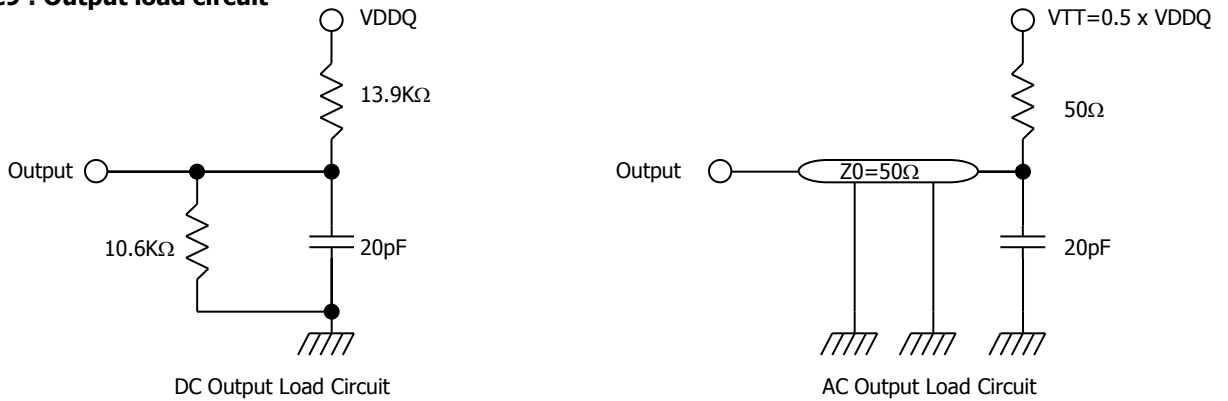 : Output load circuit
VDDQ
13.9KΩ
Output
10.6KΩ
20pF
DC Output Load Circuit
VTT=0.5 x VDDQ
50Ω
Output
Z0=50Ω
20pF
AC Output Load Circuit